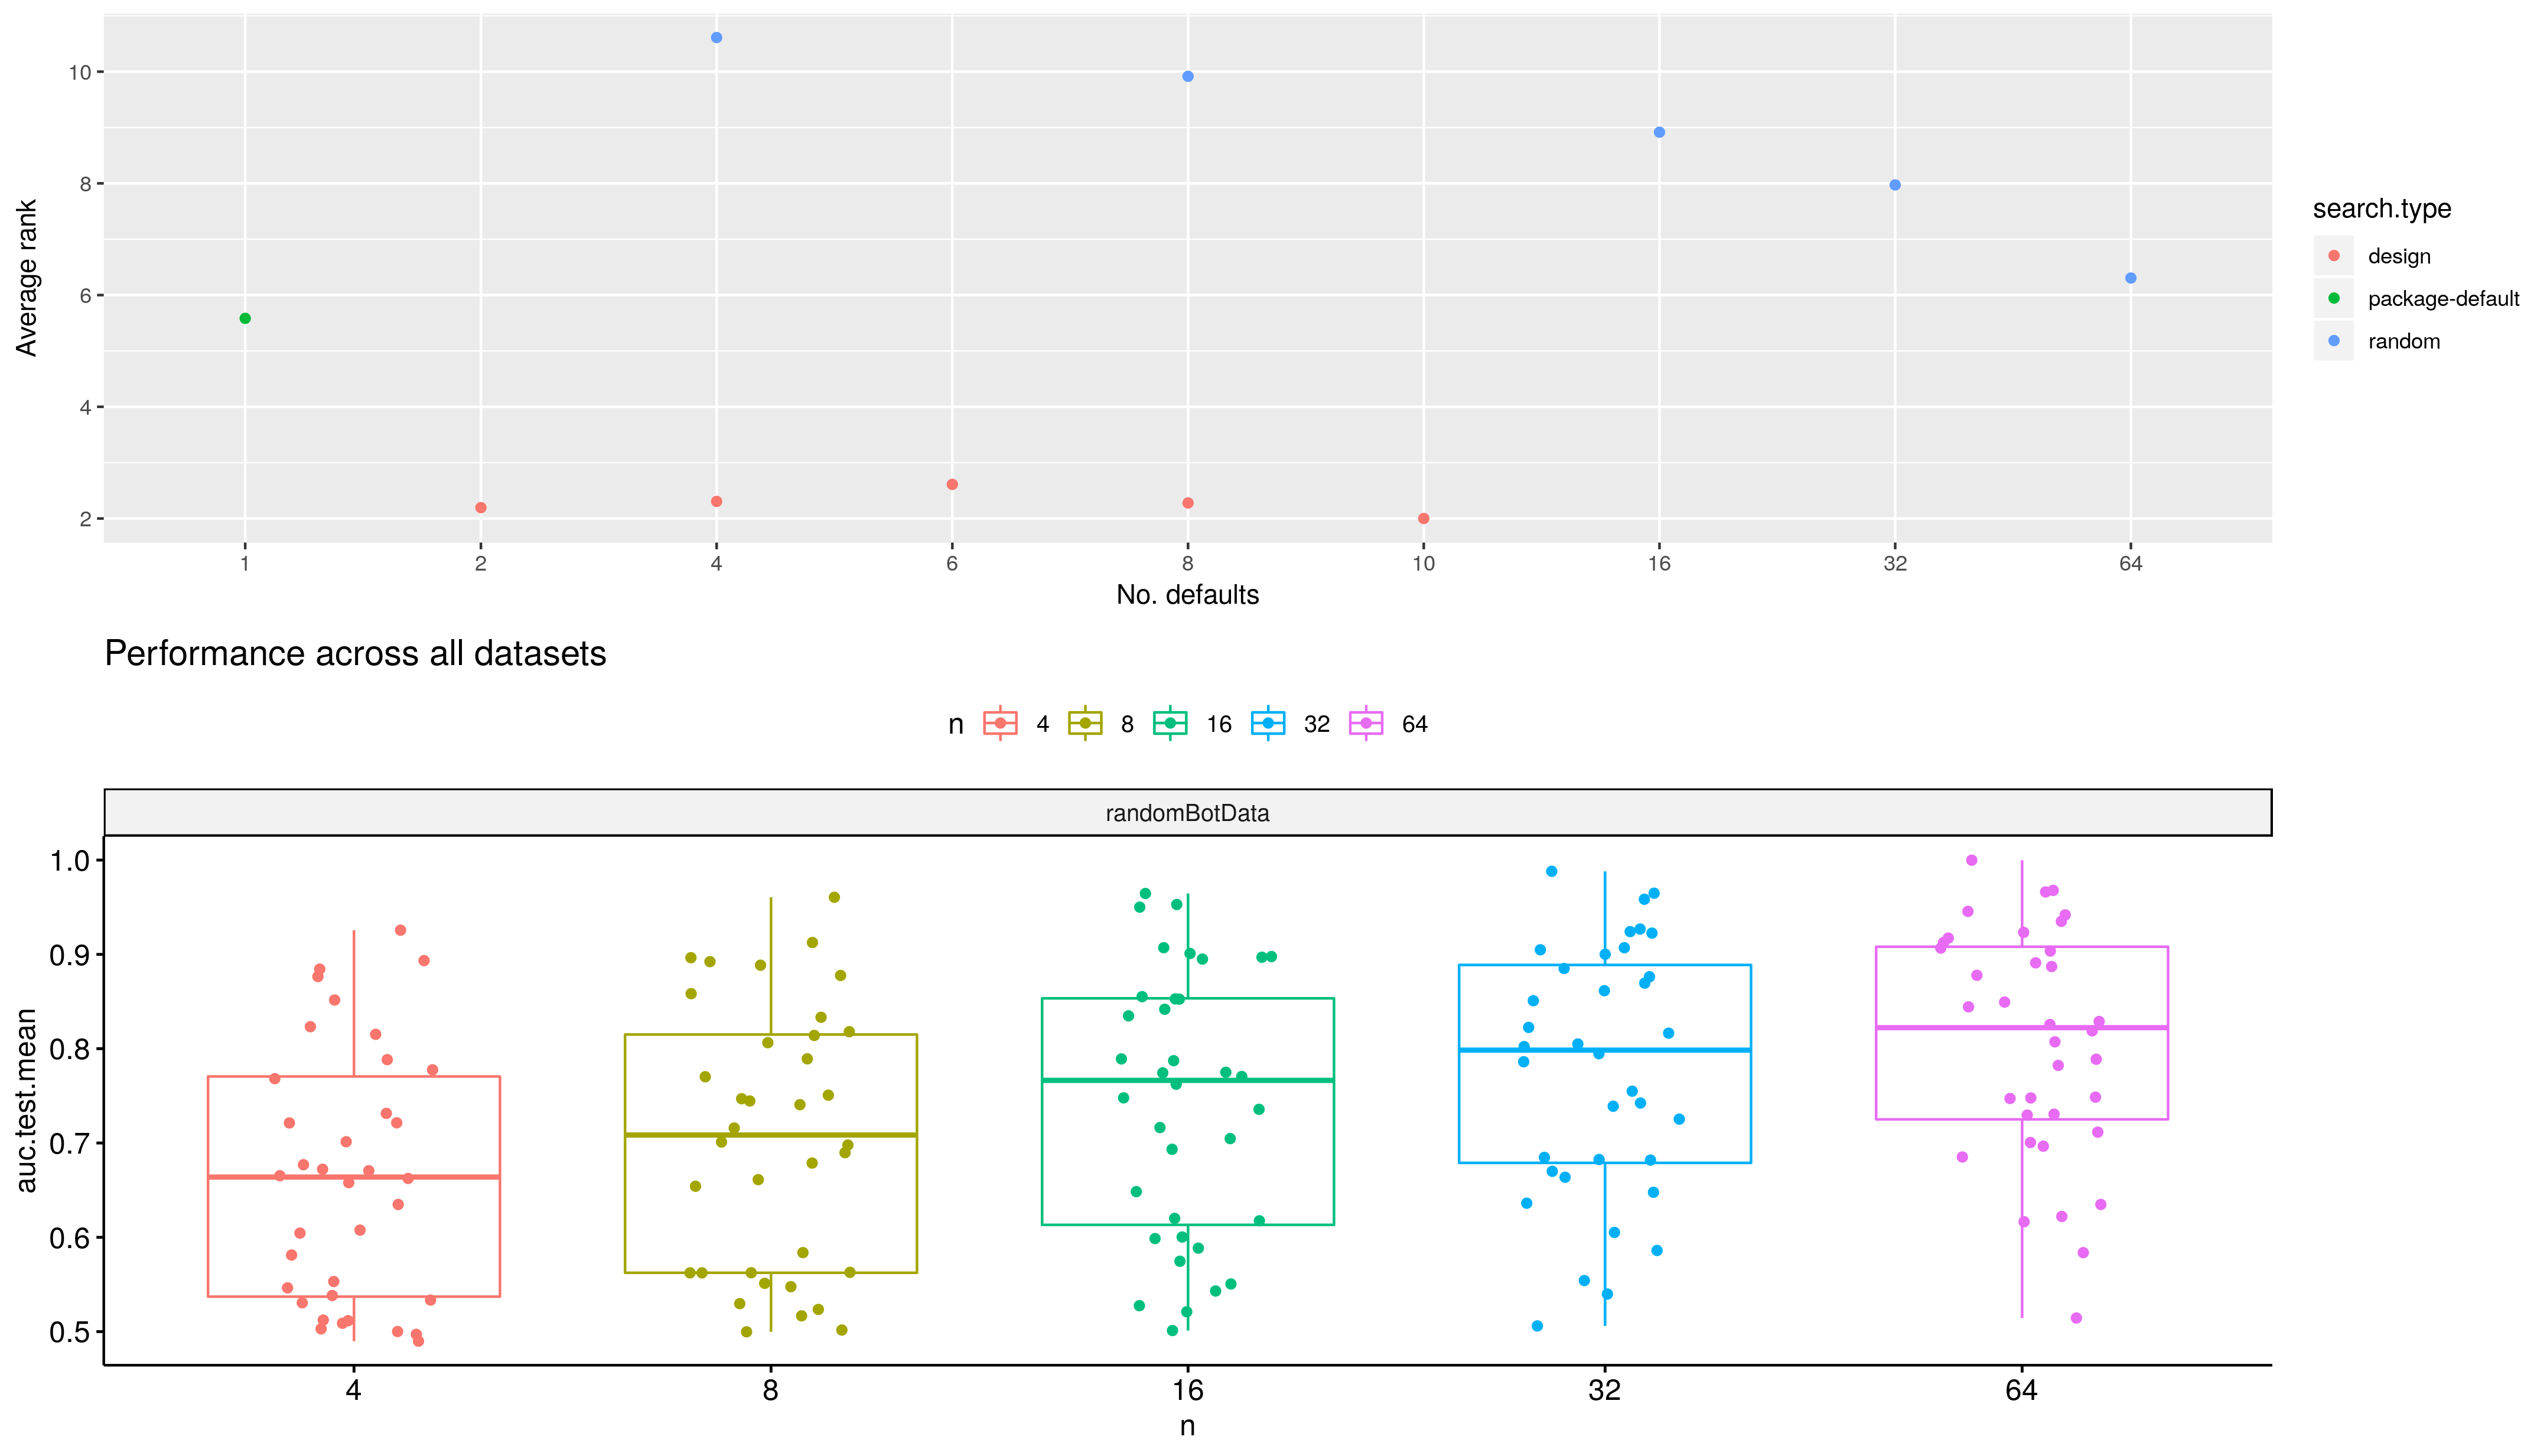 10
8
6
4
2
Average rank
1 2 4 6 8 10 16 32 64
No. defaults
search.type
design
package-default
random
Performance across all datasets
n 4 8 16 32 64
randomBotData
1.0
0.9
0.8
0.7
0.6
0.5
auc.test.mean
4 8 16 32 64
n